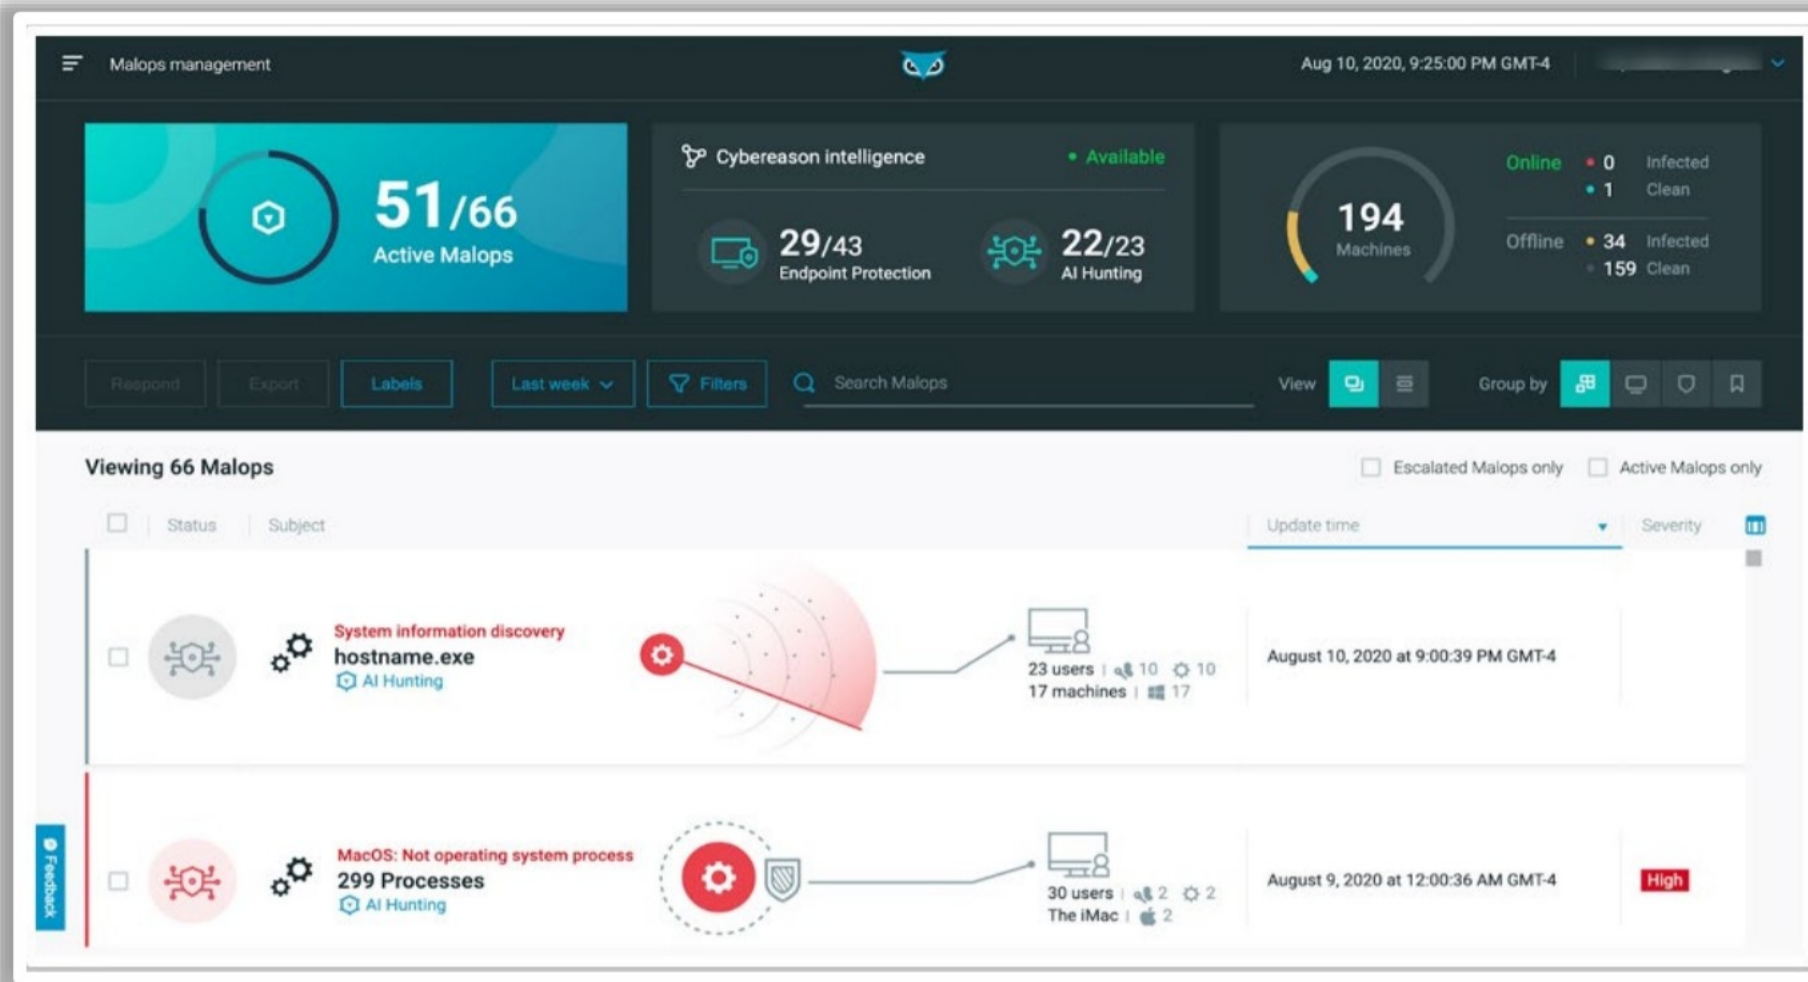 Malops management
Aug 10, 2020, 9:25:00 PM GMT-4
51/66
Active Malops
Cybereason intelligence
Available
29/43
Endpoint Protection
22/23
AI Hunting
194
Machines
Online 0 Infected
1 Clean
Offline 34 Infected
159 Clean
Respond Export Labels Last week Filters Search Malops View Group by
Viewing 66 Malops
Escalated Malops only Active Malops only
Status Subject Update time Severity
System information discovery
hostname.exe
AI Hunting
23 users | 10 10
17 machines | 17
August 10, 2020 at 9:00:39 PM GMT-4
MacOS: Not operating system process
299 Processes
AI Hunting
30 users | 2 2
The iMac | 2
August 9, 2020 at 12:00:36 AM GMT-4
High
Feedback